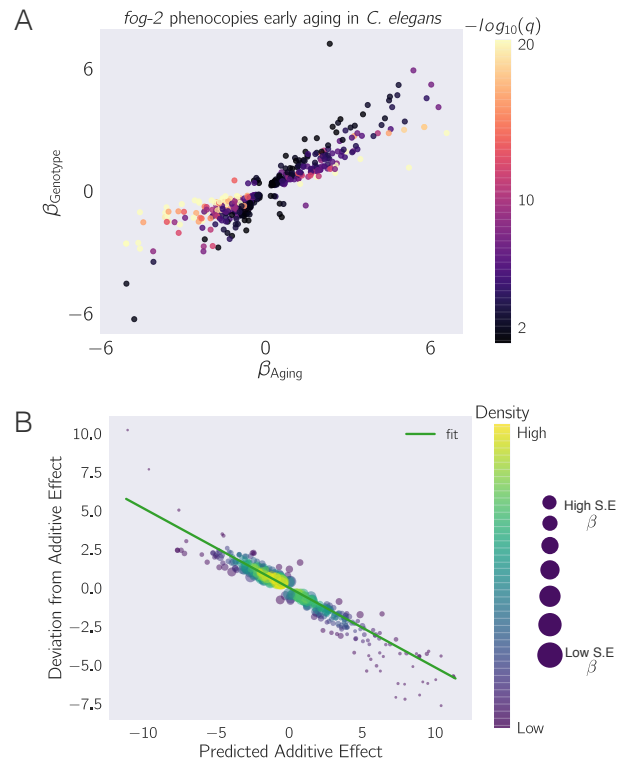 A
fog-2 phenocopies early aging in C. elegans
−log10(q)
20
10
2
6
0
−6
βGenotype
−6
0
6
βAging
B
Density
High
Low
fit
10.0
7.5
5.0
2.5
0.0
−2.5
−5.0
−7.5
Deviation from Additive Effect
−10
−5
0
5
10
Predicted Additive Effect
High S.E
β
Low S.E
β